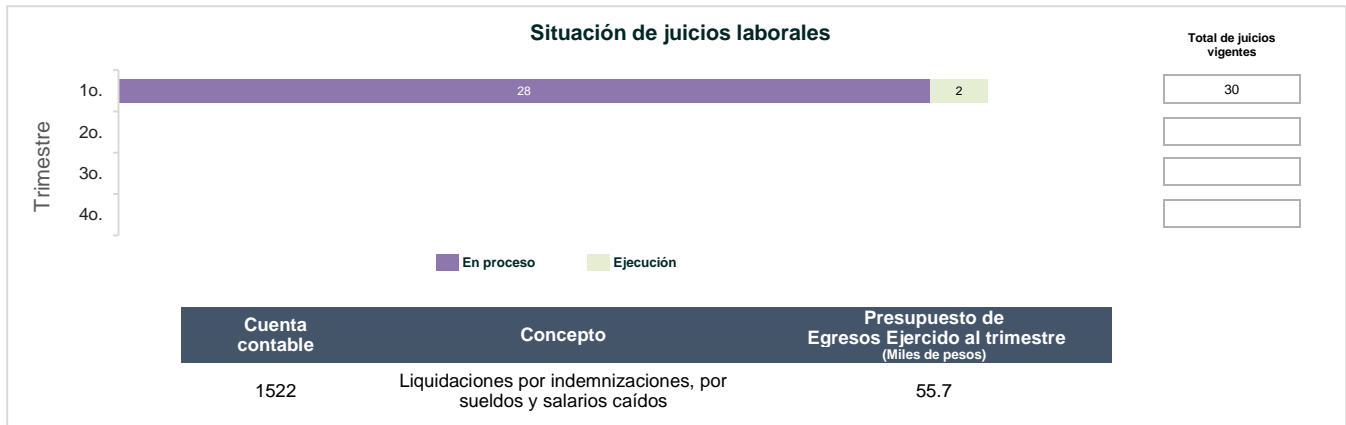 Situación de juicios laborales
Total de juicios
vigentes
Trimestre
1o.
28
2
30
2o.
3o.
4o.
En proceso
Ejecución
Cuenta
contable
Concepto
Presupuesto de
Egresos Ejercido al trimestre
(Miles de pesos)
1522
Liquidaciones por indemnizaciones, por
sueldos y salarios caídos
55.7